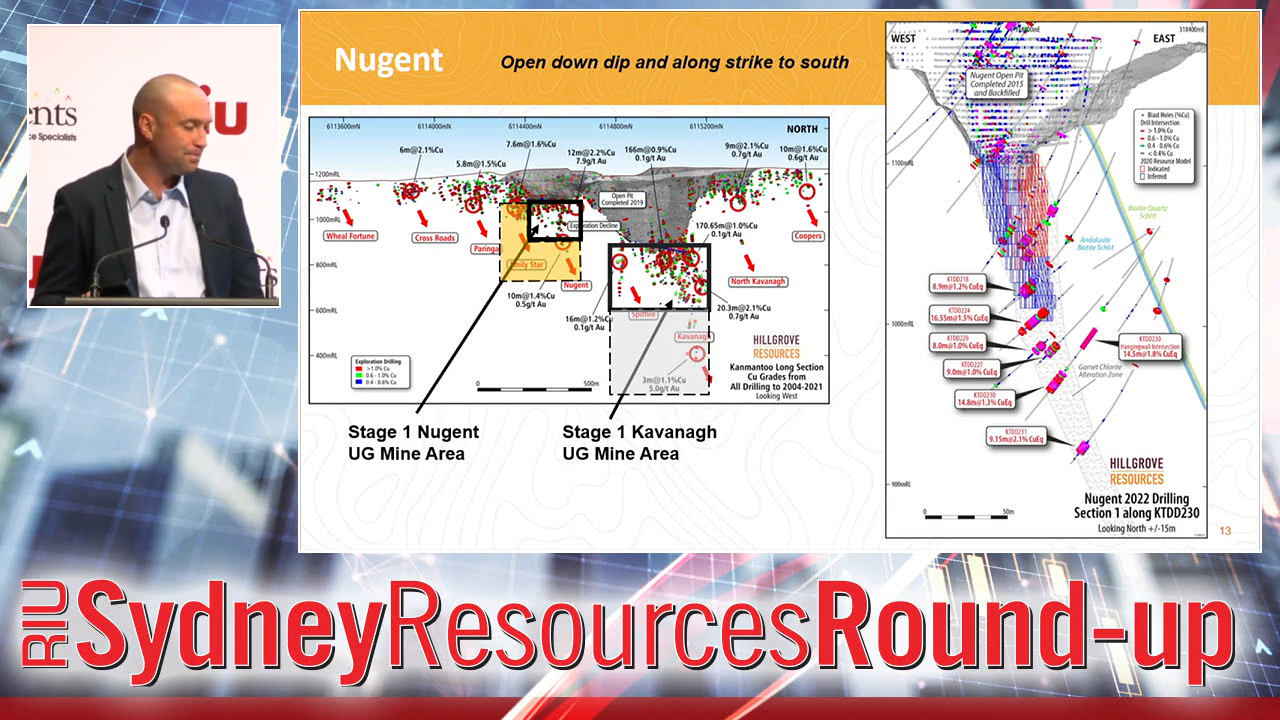 ents
ce Specialists
iu
Nugent
Open down dip and along strike to south
6113600mN
6114000mN
6114400mN
6114800mN
6115200mN
NORTH
6m@2.1%Cu
5.8m@1.5%Cu
7.6m@1.6%Cu
12m@2.2%Cu
7.9g/t Au
166m@0.9%Cu
0.1g/t Au
9m@2.1%Cu
0.7g/t Au
10m@1.6%Cu
0.6g/t Au
1200mRL
1000mRL
800mRL
600mRL
400mRL
Open Pit
Completed 2019
Exploration Decline
170.65m@1.0%Cu
0.1g/t Au
Wheal Fortune
Cross Roads
Paringa
Emily Star
Nugent
Coopers
North Kavanagh
10m@1.4%Cu
0.5g/t Au
16m@1.2%Cu
0.1g/t Au
Spitfire
20.3m@2.1%Cu
0.7g/t Au
Kavanagh
3m@1.1%Cu
5.0g/t Au
HILLGROVE
RESOURCES
Kanmantoo Long Section
Cu Grades from
All Drilling to 2004-2021
Looking West
Exploration Drilling
>1.0% Cu
0.6 - 1.0% Cu
0.4 - 0.6% Cu
0
500m
Stage 1 Nugent
UG Mine Area
Stage 1 Kavanagh
UG Mine Area
WEST
318400mE
EAST
Nugent Open Pit
Completed 2015
and Backfilled
Blast Holes (%Cu)
Drill Intersection
> 1.0% Cu
0.6 - 1.0% Cu
0.4 - 0.6% Cu
< 0.4% Cu
2020 Resource Model
Indicated
Inferred
1100mRL
1000mRL
900mRL
Biotite Quartz
Schist
Andalusite
Biotite Schist
KTDD218
8.9m@1.2% CuEq
KTDD224
16.55m@1.5% CuEq
KTDD229
8.0m@1.0% CuEq
KTDD227
9.0m@1.0% CuEq
KTDD230
14.8m@1.3% CuEq
KTDD230
Hangingwall Intersection
14.5m@1.8% CuEq
Garnet Chlorite
Alteration Zone
KTDD231
9.15m@2.1% CuEq
HILLGROVE
RESOURCES
Nugent 2022 Drilling
Section 1 along KTDD230
Looking North +/-15m
0
50m
13
RIU SydneyResourcesRound-up